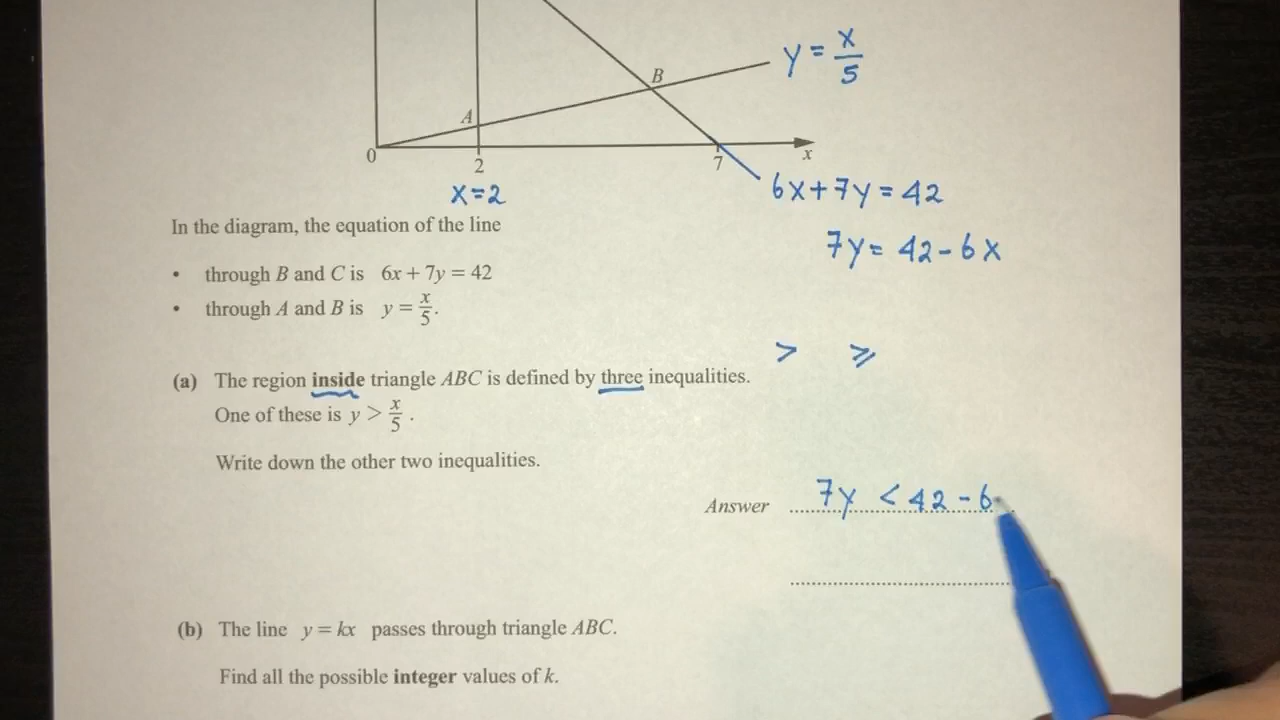 y = x/5
B
A
0
2
7
x
x=2
6x+7y=42
In the diagram, the equation of the line
7y= 42-6x
• through B and C is 6x + 7y = 42
• through A and B is y = x/5.
> ⩾
(a) The region inside triangle ABC is defined by three inequalities.
One of these is y > x/5 .
Write down the other two inequalities.
Answer 7y < 42 - 6
(b) The line y = kx passes through triangle ABC.
Find all the possible integer values of k.